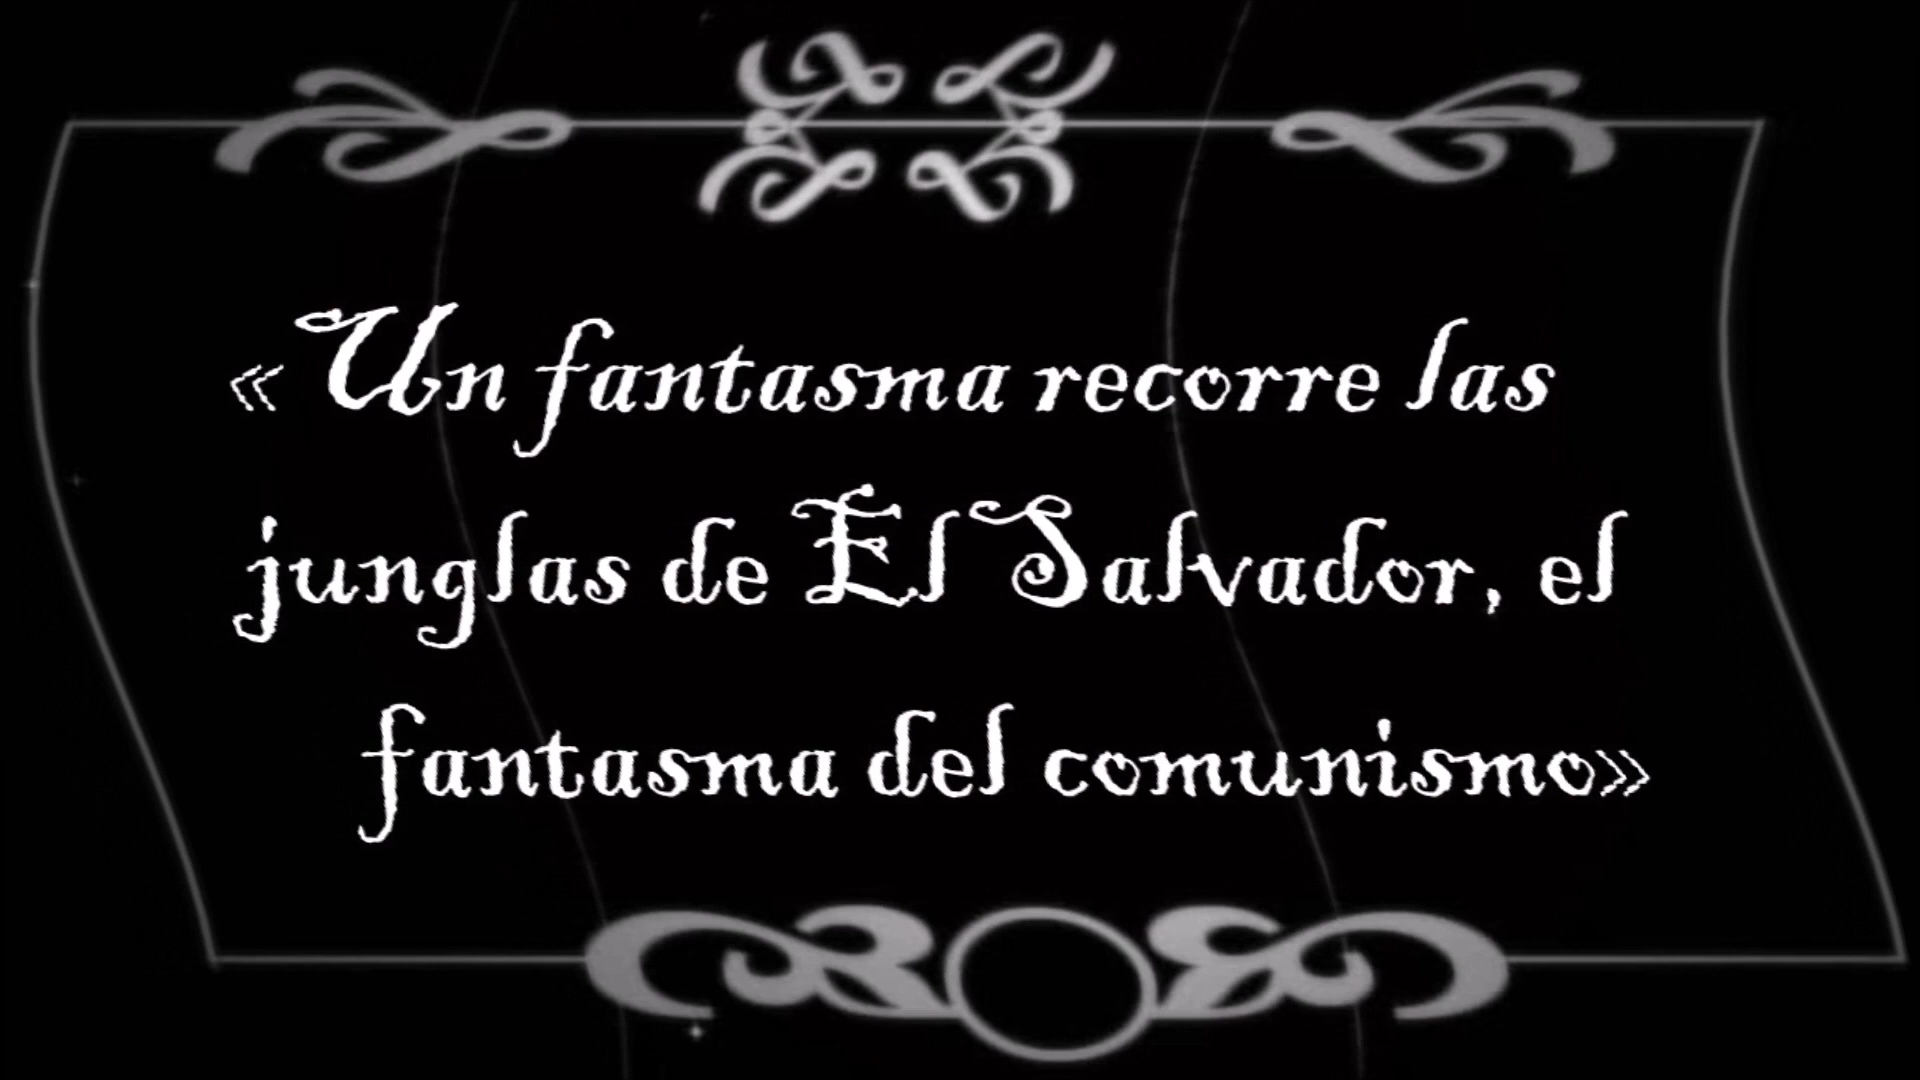 «Un fantasma recorre las
junglas de El Salvador, el
fantasma del comunismo»